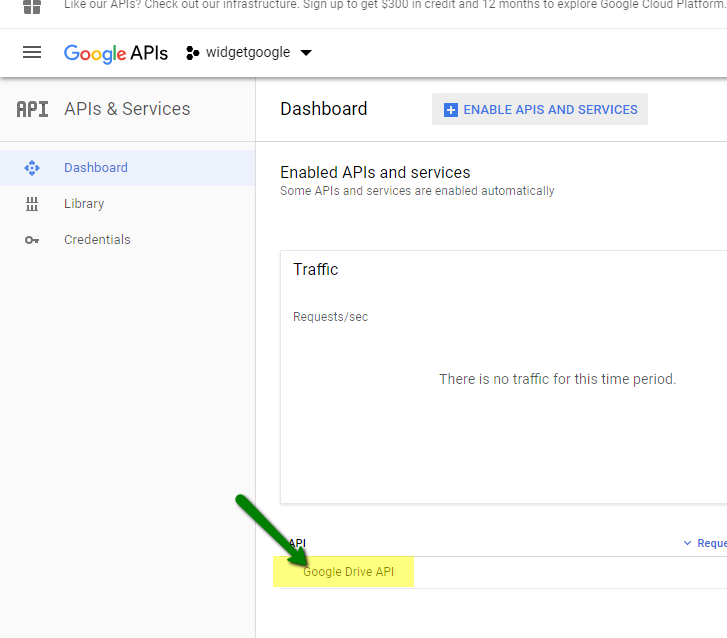 Like our APIs? Check out our infrastructure. Sign up to get $300 in credit and 12 months to explore Google Cloud Platform.
Google APIs widgetgoogle
API APIs & Services
Dashboard
ENABLE APIS AND SERVICES
Dashboard
Library
Credentials
Enabled APIs and services
Some APIs and services are enabled automatically
Traffic
Requests/sec
There is no traffic for this time period.
API Reque
Google Drive API